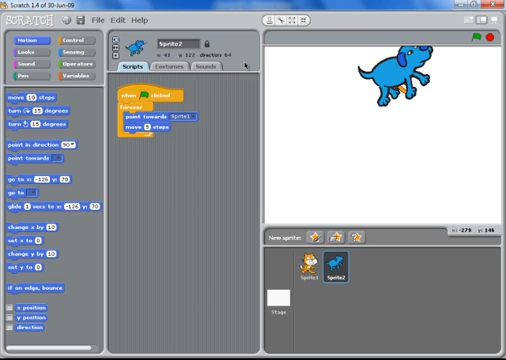 Scratch 1.4 of 30-Jun-09
SCRATCH
File Edit Help
Motion
Control
Looks
Sensing
Sound
Operators
Pen
Variables
Sprite2
x: 41 y: 122 direction: 64
Scripts Costumes Sounds
move 10 steps
turn 15 degrees
turn 15 degrees
point in direction 90
point towards
go to x: -126 y: 70
go to
glide 1 secs to x: -126 y: 70
change x by 10
set x to 0
change y by 10
set y to 0
if on edge, bounce
x position
y position
direction
when clicked
forever
point towards Sprite1
move 5 steps
x: -274 y: 146
New sprite:
Sprite1
Sprite2
Stage